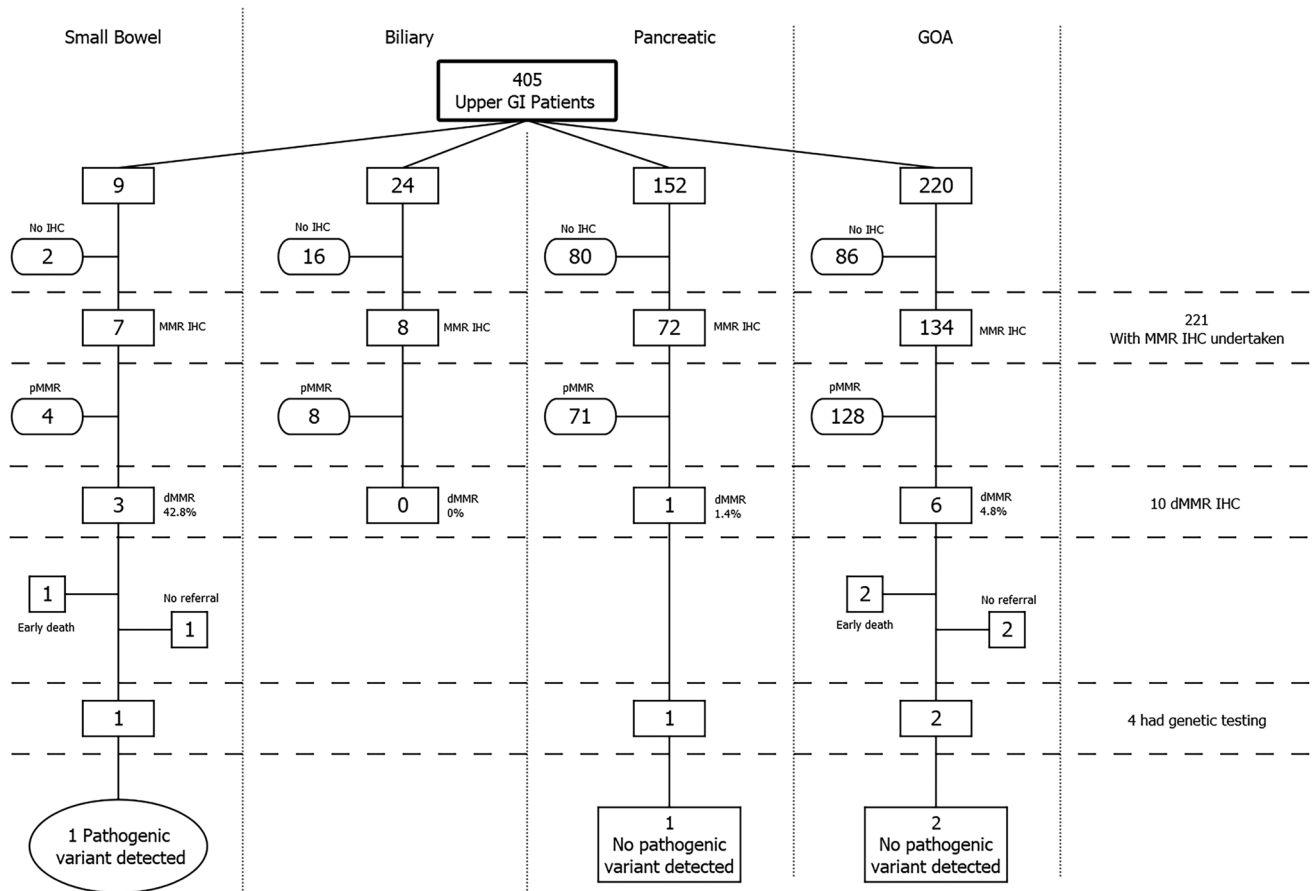 Small Bowel
Biliary
Pancreatic
GOA
405
Upper GI Patients
9
24
152
220
No IHC
2
No IHC
16
No IHC
80
No IHC
86
7
MMR IHC
8
MMR IHC
72
MMR IHC
134
MMR IHC
221
With MMR IHC undertaken
pMMR
4
pMMR
8
pMMR
71
pMMR
128
3
dMMR
42.8%
0
dMMR
0%
1
dMMR
1.4%
6
dMMR
4.8%
10 dMMR IHC
1
Early death
No referral
1
2
Early death
No referral
2
1
1
2
4 had genetic testing
1 Pathogenic
variant detected
1
No pathogenic
variant detected
2
No pathogenic
variant detected